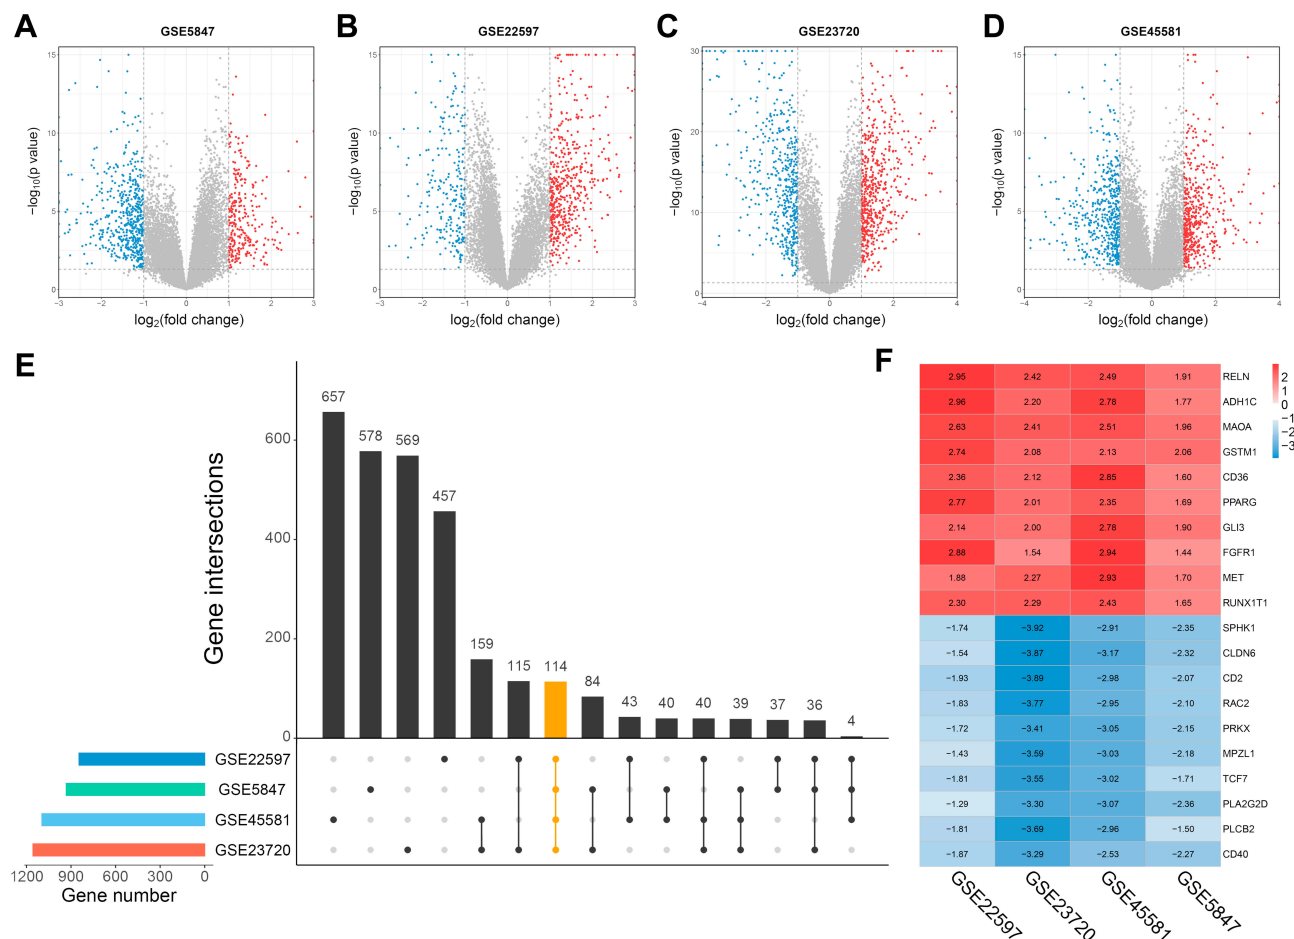 A
GSE5847
15
10
5
0
−log10(p value)
−3
−2
−1
0
1
2
3
log2(fold change)
B
GSE22597
15
10
5
0
−log10(p value)
−3
−2
−1
0
1
2
3
log2(fold change)
C
GSE23720
30
20
10
0
−log10(p value)
−4
−2
0
2
4
log2(fold change)
D
GSE45581
15
10
5
0
−log10(p value)
−4
−2
0
2
4
log2(fold change)
E
Gene intersections
600
400
200
0
657
578
569
457
159
115
114
84
43
40
40
39
37
36
4
GSE22597
GSE5847
GSE45581
GSE23720
1200 900 600 300 0
Gene number
F
2.95 2.42 2.49 1.91 RELN
2.96 2.20 2.78 1.77 ADH1C
2.63 2.41 2.51 1.96 MAOA
2.74 2.08 2.13 2.06 GSTM1
2.36 2.12 2.85 1.60 CD36
2.77 2.01 2.35 1.69 PPARG
2.14 2.00 2.78 1.90 GLI3
2.88 1.54 2.94 1.44 FGFR1
1.88 2.27 2.93 1.70 MET
2.30 2.29 2.43 1.65 RUNX1T1
−1.74 −3.92 −2.91 −2.35 SPHK1
−1.54 −3.87 −3.17 −2.32 CLDN6
−1.93 −3.89 −2.98 −2.07 CD2
−1.83 −3.77 −2.95 −2.10 RAC2
−1.72 −3.41 −3.05 −2.15 PRKX
−1.43 −3.59 −3.03 −2.18 MPZL1
−1.81 −3.55 −3.02 −1.71 TCF7
−1.29 −3.30 −3.07 −2.36 PLA2G2D
−1.81 −3.69 −2.96 −1.50 PLCB2
−1.87 −3.29 −2.53 −2.27 CD40
GSE22597
GSE23720
GSE45581
GSE5847
2
1
0
−1
−2
−3